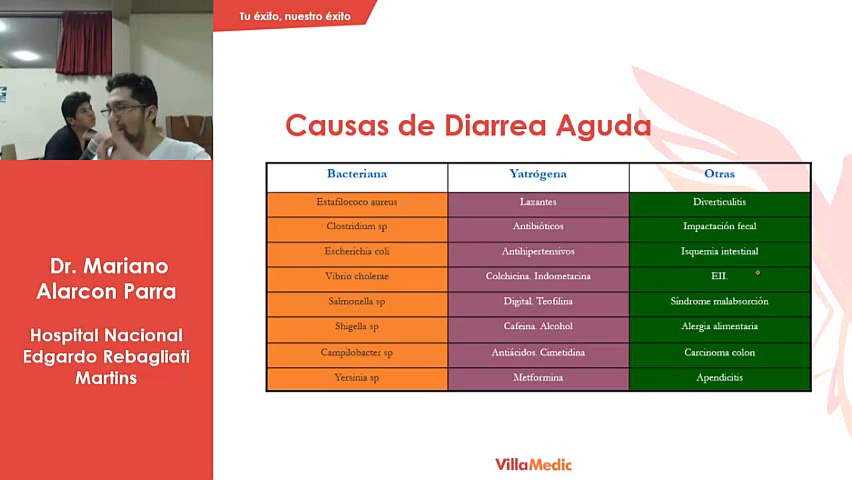 Tu éxito, nuestro éxito
Causas de Diarrea Aguda
Bacteriana Yatrógena Otras
Estafilococo aureus Laxantes Diverticulitis
Clostridium sp Antibióticos Impactación fecal
Escherichia coli Antihipertensivos Isquemia intestinal
Vibrio cholerae Colchicina. Indometacina EII.
Salmonella sp Digital. Teofilina Síndrome malabsorción
Shigella sp Cafeína. Alcohol Alergia alimentaria
Campilobacter sp Antiácidos. Cimetidina Carcinoma colon
Yersinia sp Metformina Apendicitis
Dr. Mariano
Alarcon Parra
Hospital Nacional
Edgardo Rebagliati
Martins
VillaMedic